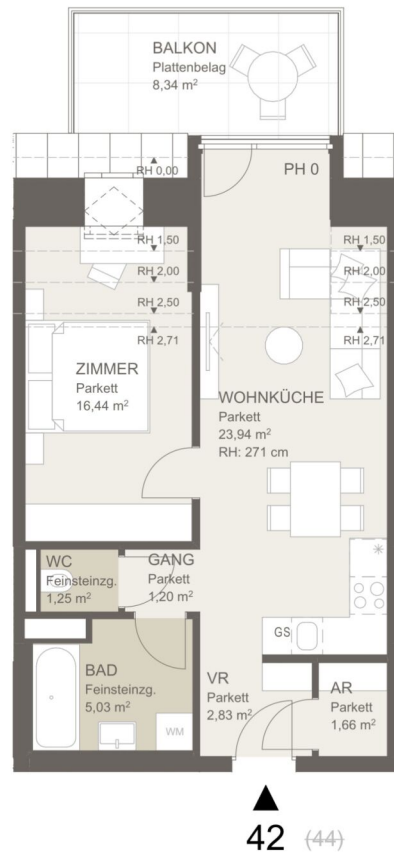 BALKON
Plattenbelag
8,34 m²
RH 0,00
PH 0
RH 1,50
RH 2,00
RH 2,50
RH 2,71
RH 1,50
RH 2,00
RH 2,50
RH 2,71
ZIMMER
Parkett
16,44 m²
WOHNKÜCHE
Parkett
23,94 m²
RH: 271 cm
WC
Feinsteinzg.
1,25 m²
GANG
Parkett
1,20 m²
GS
BAD
Feinsteinzg.
5,03 m²
WM
VR
Parkett
2,83 m²
AR
Parkett
1,66 m²
42 (44)